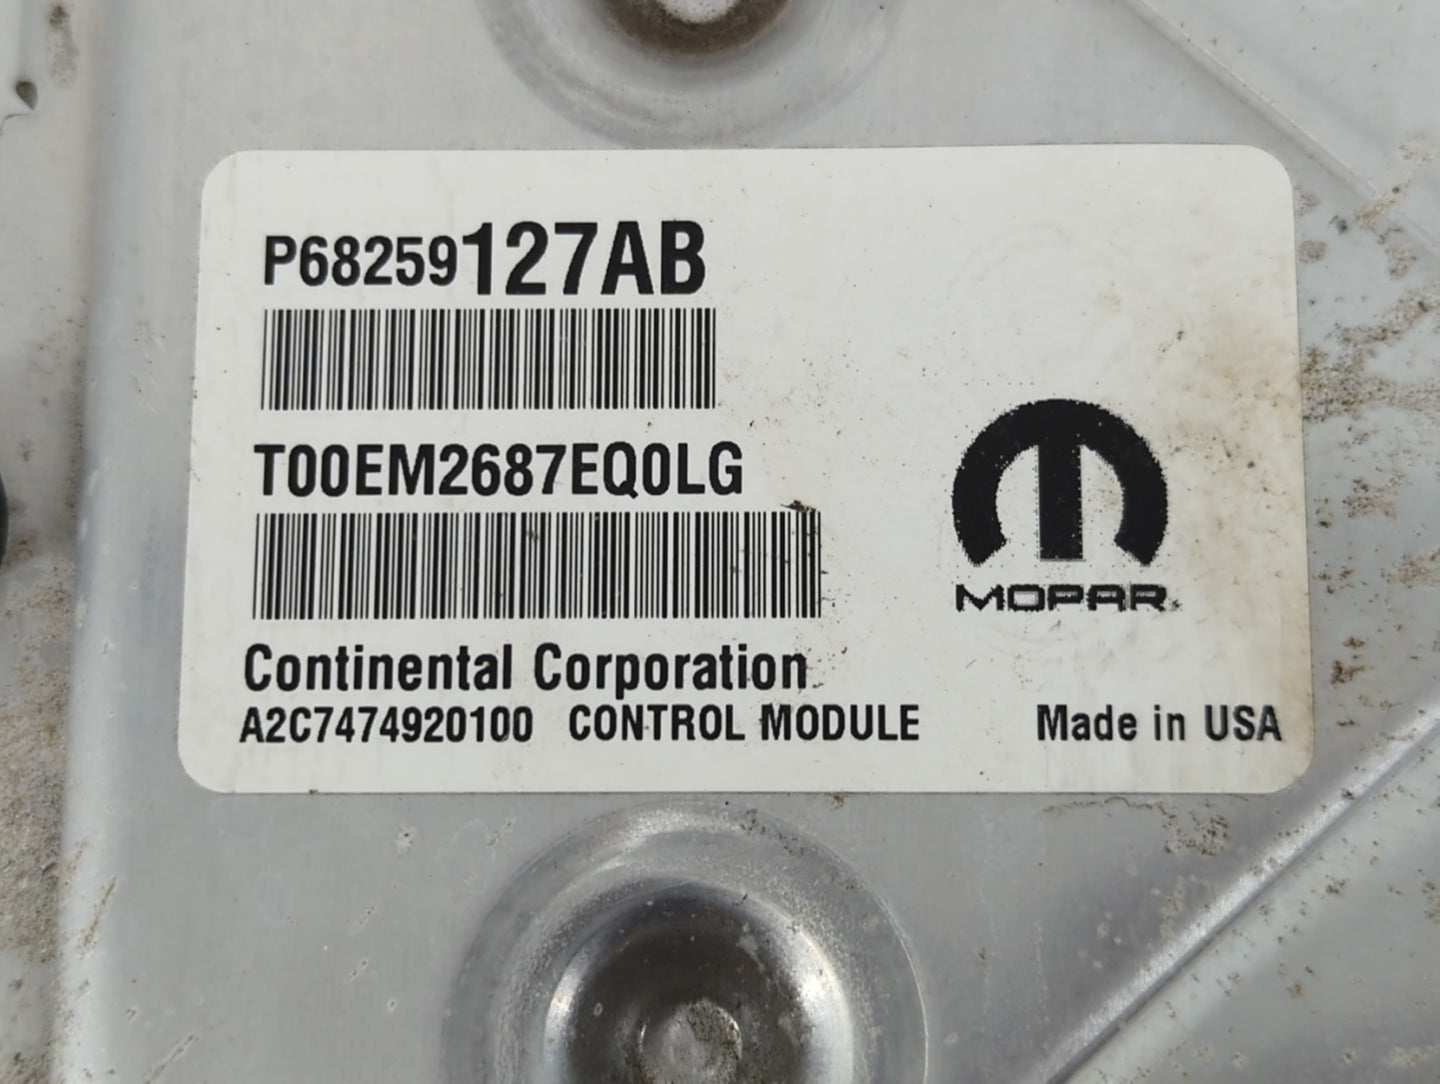 P68259127AB
T00EM2687EQ0LG
MOPAR
Continental Corporation
A2C7474920100 CONTROL MODULE Made in USA